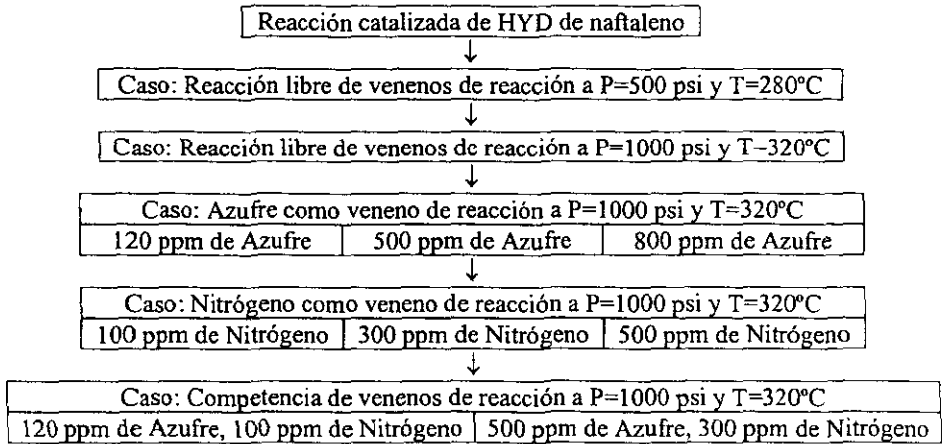 Reacción catalizada de HYD de naftaleno
↓
Caso: Reacción libre de venenos de reacción a P=500 psi y T=280ºC
↓
Caso: Reacción libre de venenos de reacción a P=1000 psi y T=320ºC
↓
Caso: Azufre como veneno de reacción a P=1000 psi y T=320ºC
120 ppm de Azufre 500 ppm de Azufre 800 ppm de Azufre
↓
Caso: Nitrógeno como veneno de reacción a P=1000 psi y T=320ºC
100 ppm de Nitrógeno 300 ppm de Nitrógeno 500 ppm de Nitrógeno
↓
Caso: Competencia de venenos de reacción a P=1000 psi y T=320ºC
120 ppm de Azufre, 100 ppm de Nitrógeno 500 ppm de Azufre, 300 ppm de Nitrógeno